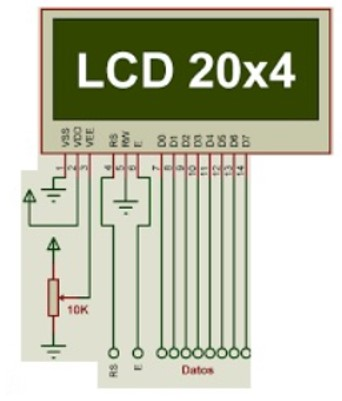 LCD 20x4
VSS VDD VEE RS RW E D0 D1 D2 D3 D4 D5 D6 D7
1 2 3 4 5 6 7 8 9 10 11 12 13 14
10K
RS E Datos